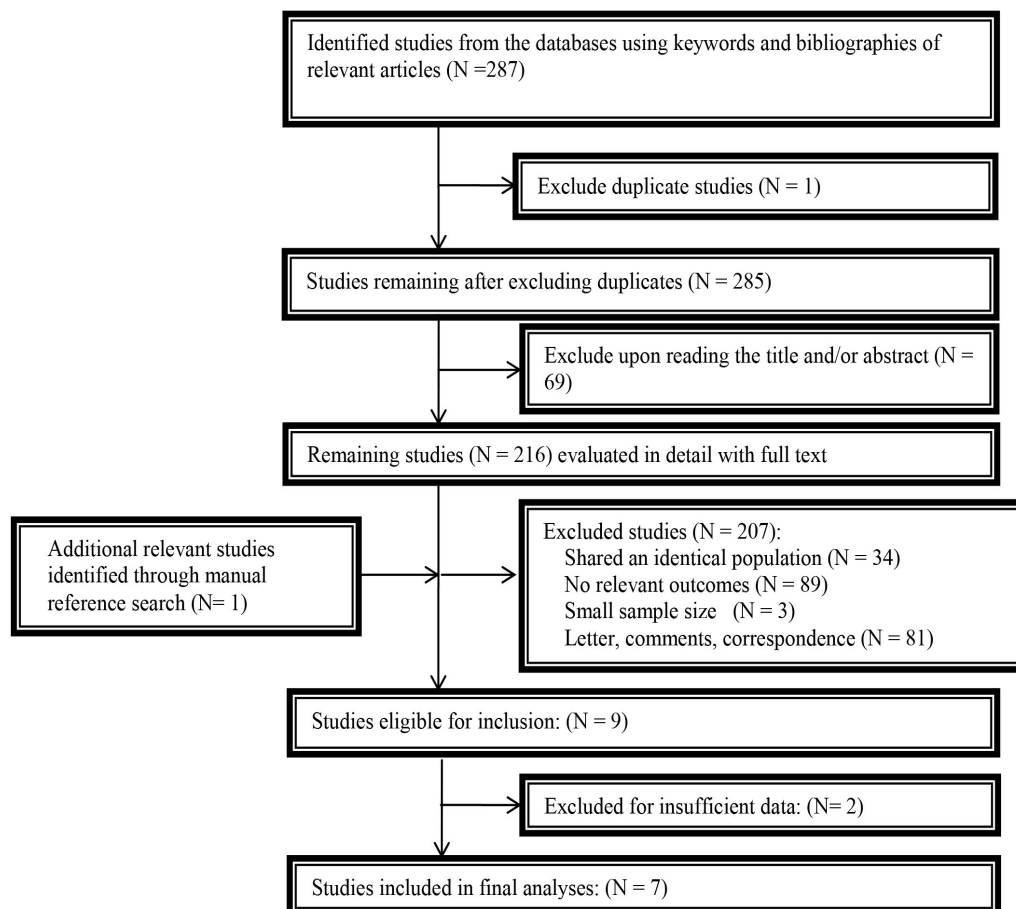 Identified studies from the databases using keywords and bibliographies of
relevant articles (N =287)
Exclude duplicate studies (N = 1)
Studies remaining after excluding duplicates (N = 285)
Exclude upon reading the title and/or abstract (N =
69)
Remaining studies (N = 216) evaluated in detail with full text
Additional relevant studies
identified through manual
reference search (N= 1)
Excluded studies (N = 207):
Shared an identical population (N = 34)
No relevant outcomes (N = 89)
Small sample size (N = 3)
Letter, comments, correspondence (N = 81)
Studies eligible for inclusion: (N = 9)
Excluded for insufficient data: (N= 2)
Studies included in final analyses: (N = 7)